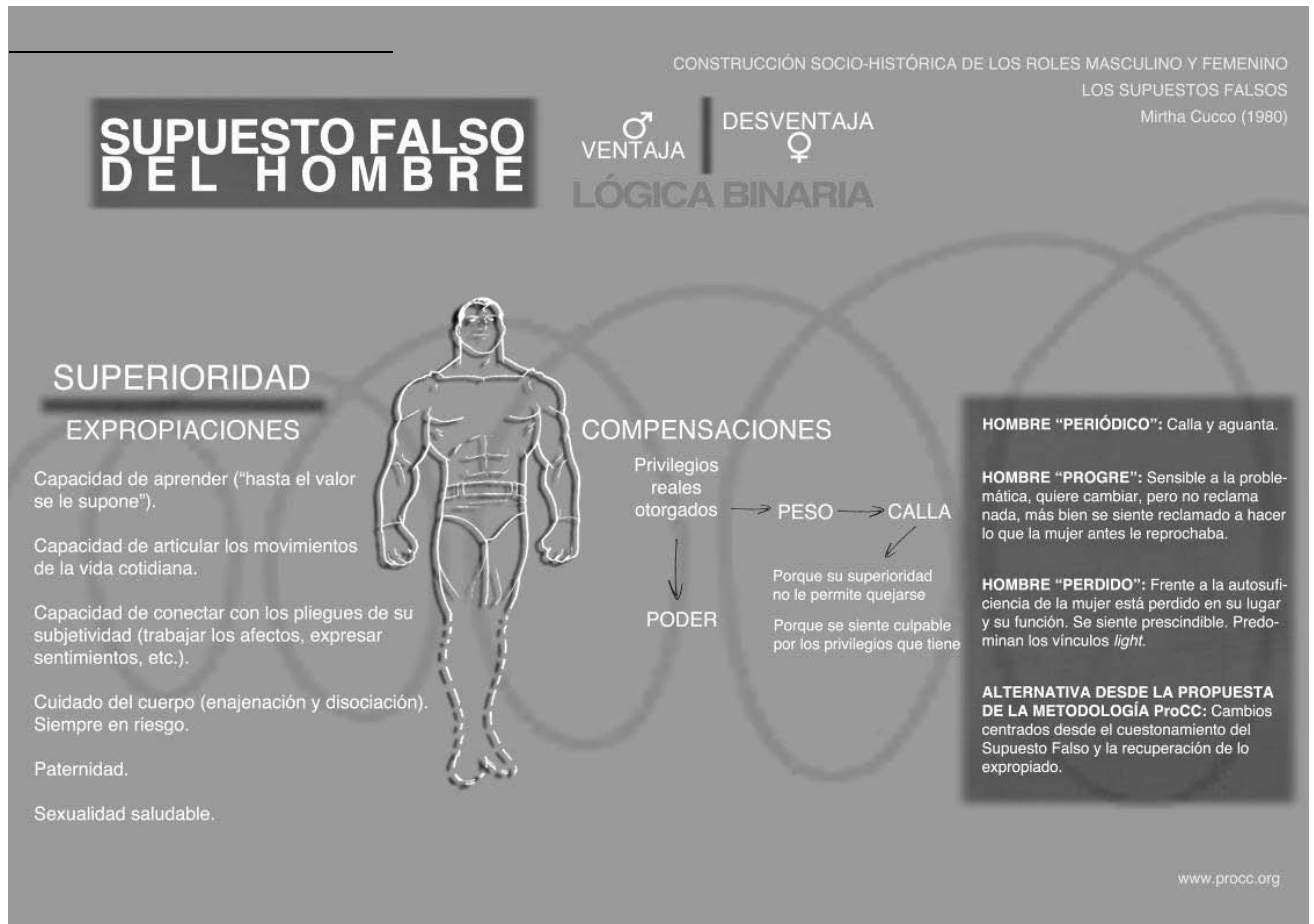 CONSTRUCCIÓN SOCIO-HISTÓRICA DE LOS ROLES MASCULINO Y FEMENINO
LOS SUPUESTOS FALSOS
Mirtha Cucco (1980)
SUPUESTO FALSO
DEL HOMBRE
♂
VENTAJA
DESVENTAJA
♀
LÓGICA BINARIA
SUPERIORIDAD
EXPROPIACIONES
Capacidad de aprender (“hasta el valor
se le supone”).
Capacidad de articular los movimientos
de la vida cotidiana.
Capacidad de conectar con los pliegues de su
subjetividad (trabajar los afectos, expresar
sentimientos, etc.).
Cuidado del cuerpo (enajenación y disociación).
Siempre en riesgo.
Paternidad.
Sexualidad saludable.
COMPENSACIONES
Privilegios
reales
otorgados
PESO
CALLA
PODER
Porque su superioridad
no le permite quejarse
Porque se siente culpable
por los privilegios que tiene
HOMBRE “PERIÓDICO”: Calla y aguanta.
HOMBRE “PROGRE”: Sensible a la proble-
mática, quiere cambiar, pero no reclama
nada, más bien se siente reclamado a hacer
lo que la mujer antes le reprochaba.
HOMBRE “PERDIDO”: Frente a la autosufi-
ciencia de la mujer está perdido en su lugar
y su función. Se siente prescindible. Predo-
minan los vínculos light.
ALTERNATIVA DESDE LA PROPUESTA
DE LA METODOLOGÍA ProCC: Cambios
centrados desde el cuestonamiento del
Supuesto Falso y la recuperación de lo
expropiado.
www.procc.org